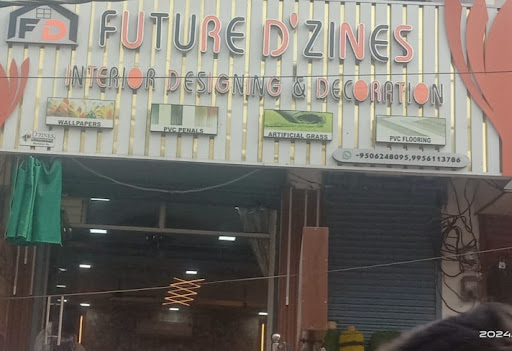 FD
FUTURE D'ZINES
INTERIOR DESIGNING & DECORATION
WALLPAPERS
PVC PENALS
ARTIFICIAL GRASS
PVC FLOORING
-9506248095,9956113786
2024